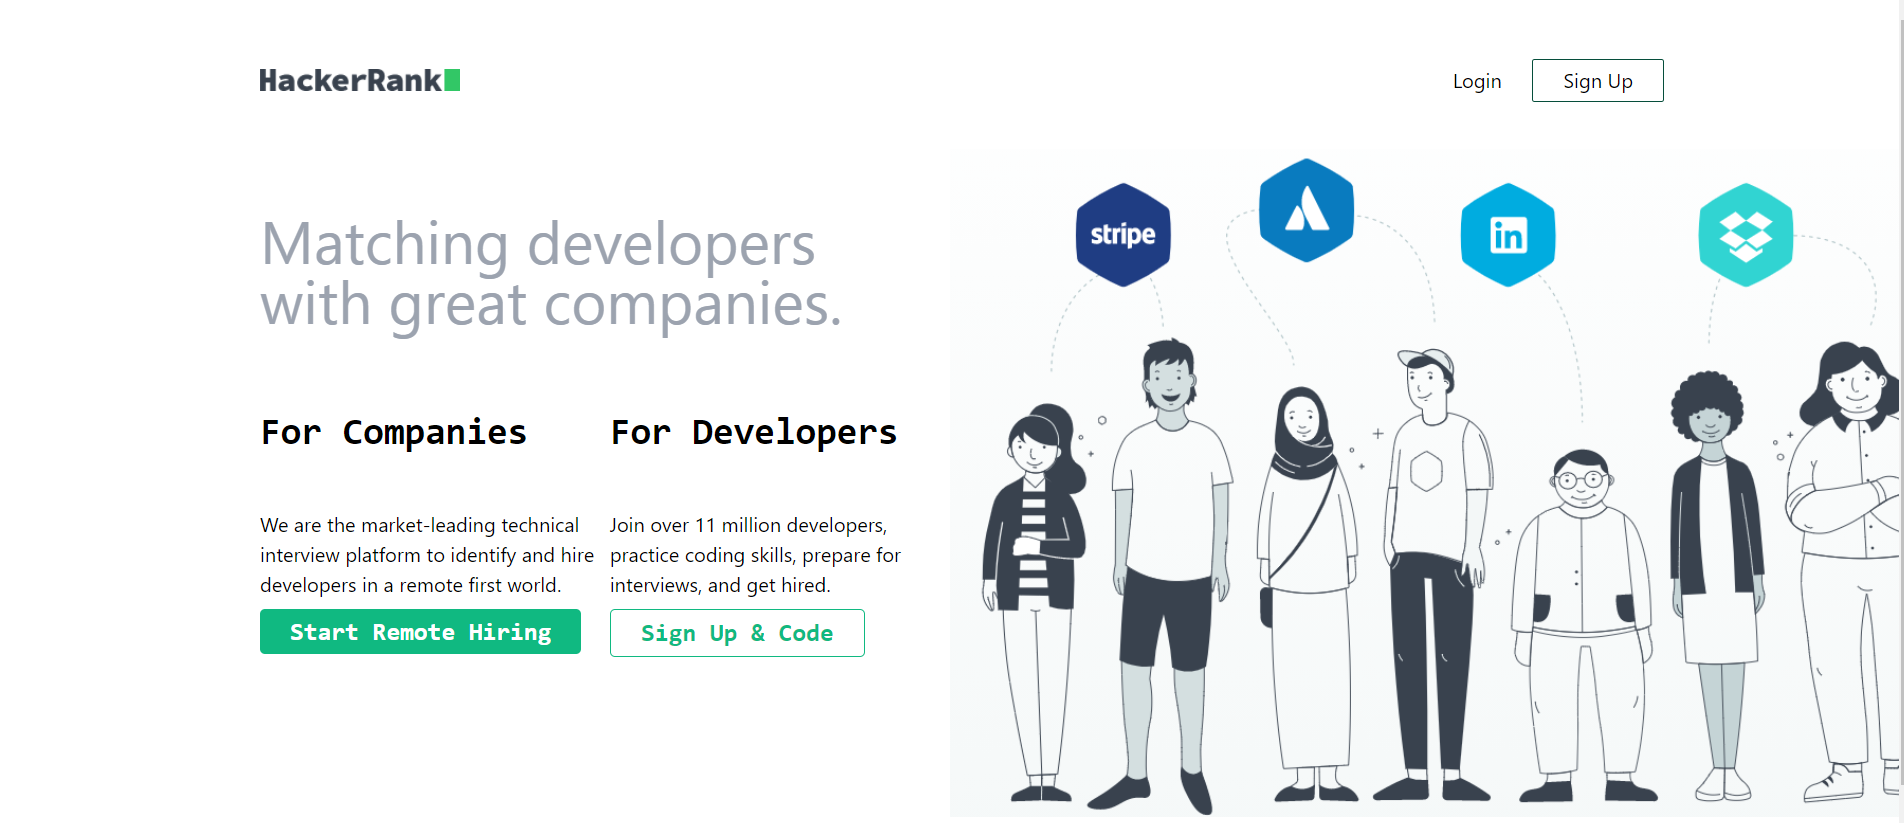 HackerRank
Login
Sign Up
stripe
in
Matching developers
with great companies.
For Companies
We are the market-leading technical
interview platform to identify and hire
developers in a remote first world.
Start Remote Hiring
For Developers
Join over 11 million developers,
practice coding skills, prepare for
interviews, and get hired.
Sign Up & Code